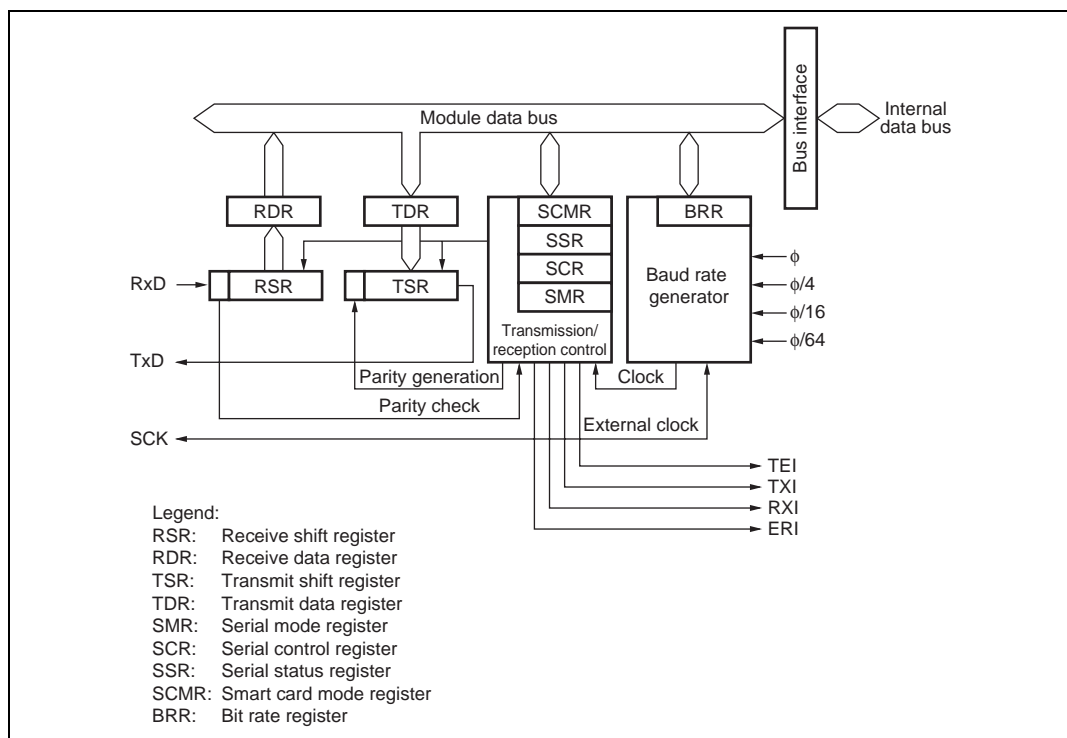 Bus interface
Internal
data bus
Module data bus
RDR
TDR
SCMR
BRR
SSR
SCR
SMR
RxD
RSR
TSR
Baud rate
generator
ϕ
ϕ/4
ϕ/16
ϕ/64
Transmission/
reception control
TxD
Parity generation
Clock
Parity check
SCK
External clock
TEI
TXI
RXI
ERI
Legend:
RSR: Receive shift register
RDR: Receive data register
TSR: Transmit shift register
TDR: Transmit data register
SMR: Serial mode register
SCR: Serial control register
SSR: Serial status register
SCMR: Smart card mode register
BRR: Bit rate register